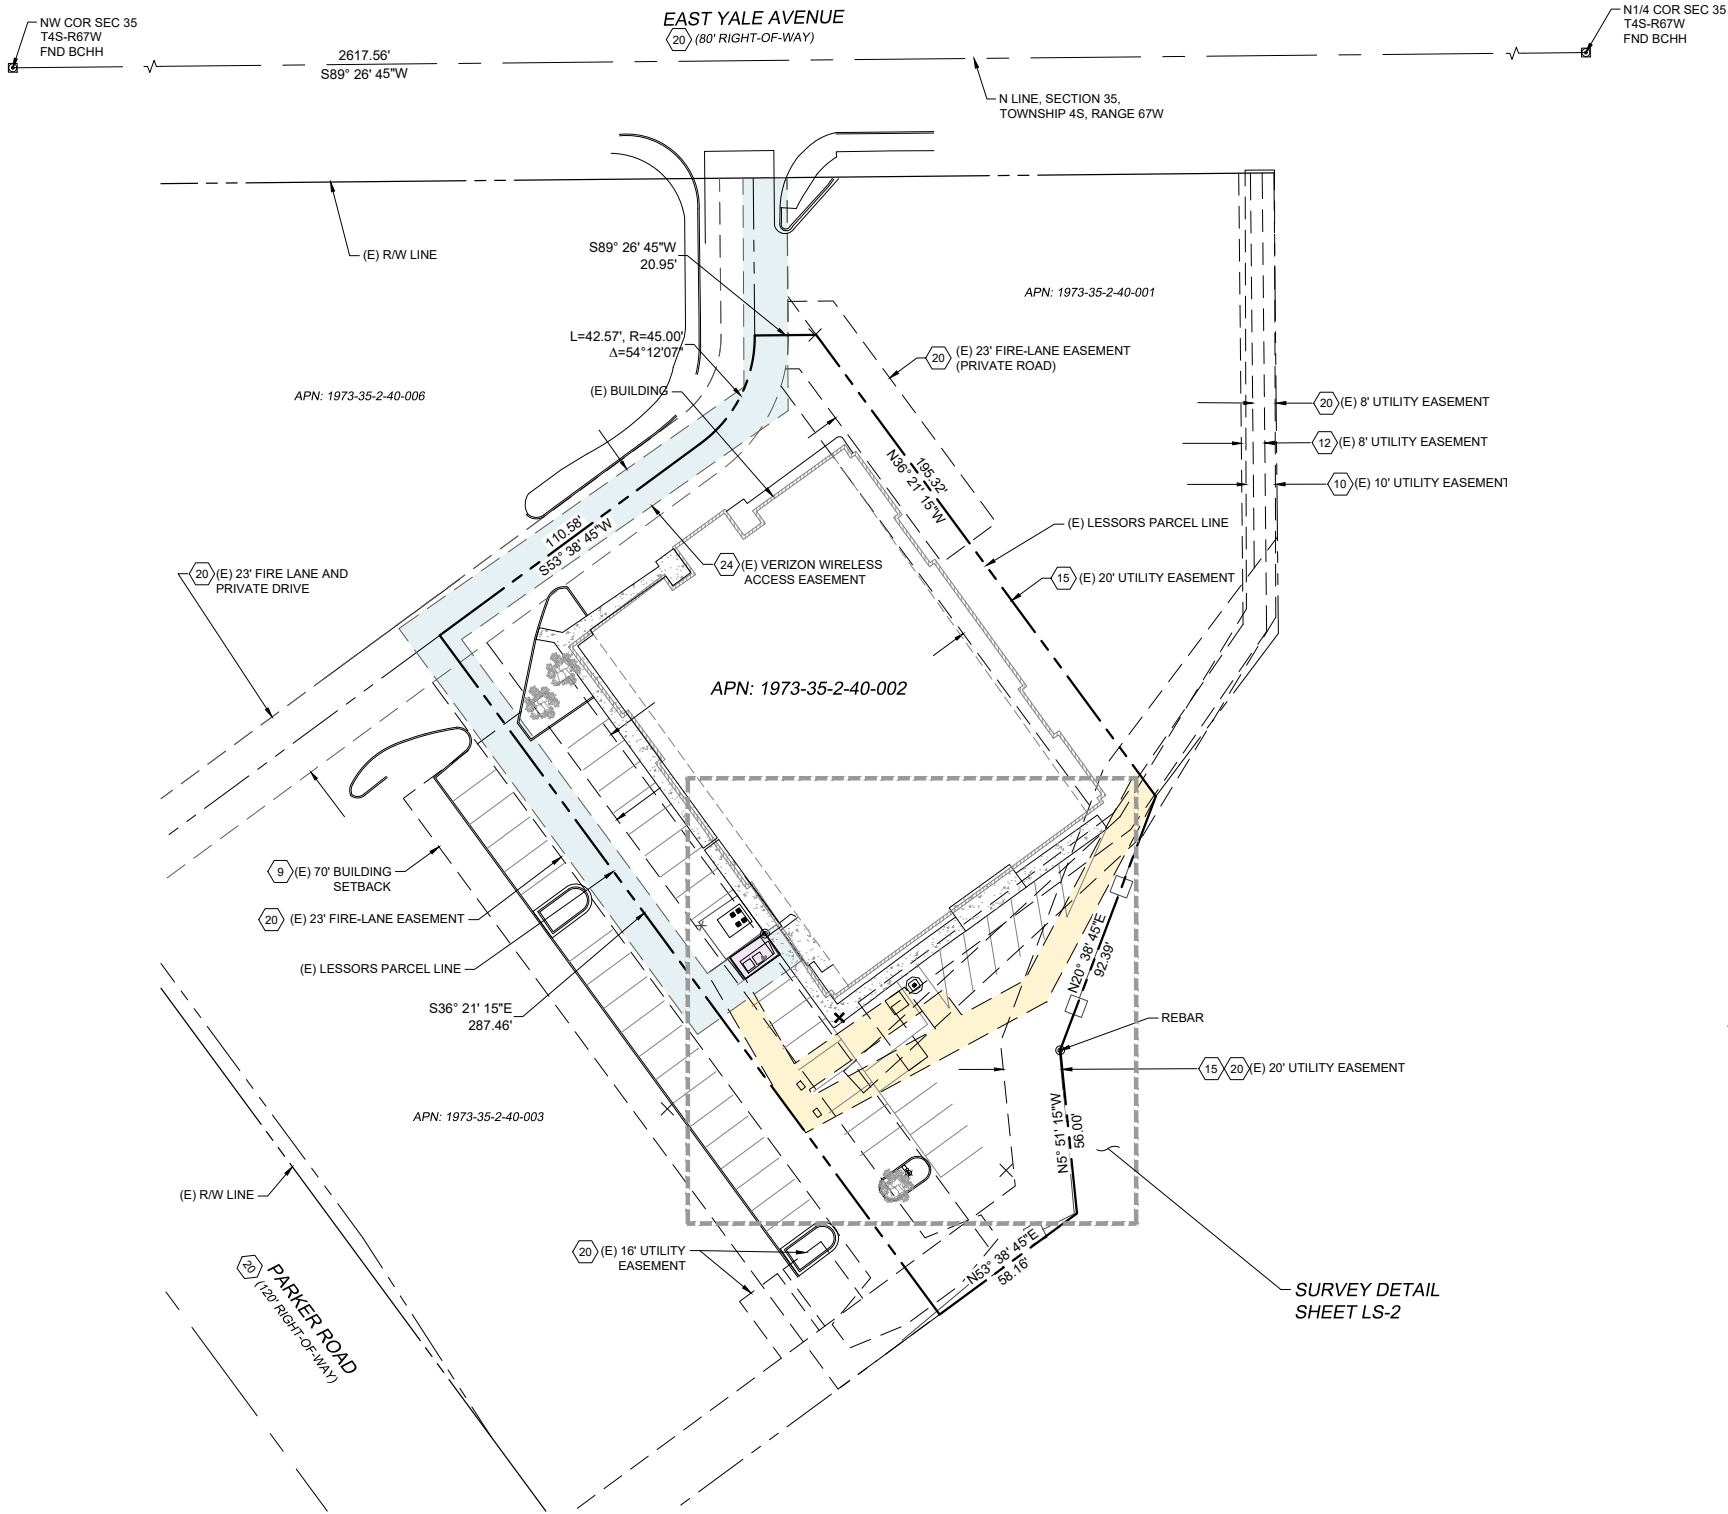 NW COR SEC 35
T4S-R67W
FND BCHH
EAST YALE AVENUE
20 (80' RIGHT-OF-WAY)
N1/4 COR SEC 35
T4S-R67W
FND BCHH
2617.56'
S89° 26' 45"W
N LINE, SECTION 35,
TOWNSHIP 4S, RANGE 67W
(E) R/W LINE
S89° 26' 45"W
20.95'
APN: 1973-35-2-40-001
L=42.57', R=45.00'
Δ=54°12'07"
20 (E) 23' FIRE-LANE EASEMENT
(PRIVATE ROAD)
(E) BUILDING
APN: 1973-35-2-40-006
20 (E) 8' UTILITY EASEMENT
12 (E) 8' UTILITY EASEMENT
10 (E) 10' UTILITY EASEMENT
195.32'
N36° 21' 15"W
(E) LESSORS PARCEL LINE
110.58'
S53° 38' 45"W
24 (E) VERIZON WIRELESS
ACCESS EASEMENT
15 (E) 20' UTILITY EASEMENT
20 (E) 23' FIRE LANE AND
PRIVATE DRIVE
APN: 1973-35-2-40-002
9 (E) 70' BUILDING
SETBACK
20 (E) 23' FIRE-LANE EASEMENT
(E) LESSORS PARCEL LINE
N20° 38' 45"E
92.39'
S36° 21' 15"E
287.46'
REBAR
15 20 (E) 20' UTILITY EASEMENT
APN: 1973-35-2-40-003
N5° 51' 15"W
56.00'
(E) R/W LINE
20 (E) 16' UTILITY
EASEMENT
N53° 38' 45"E
58.16'
20 PARKER ROAD
(120' RIGHT-OF-WAY)
SURVEY DETAIL
SHEET LS-2